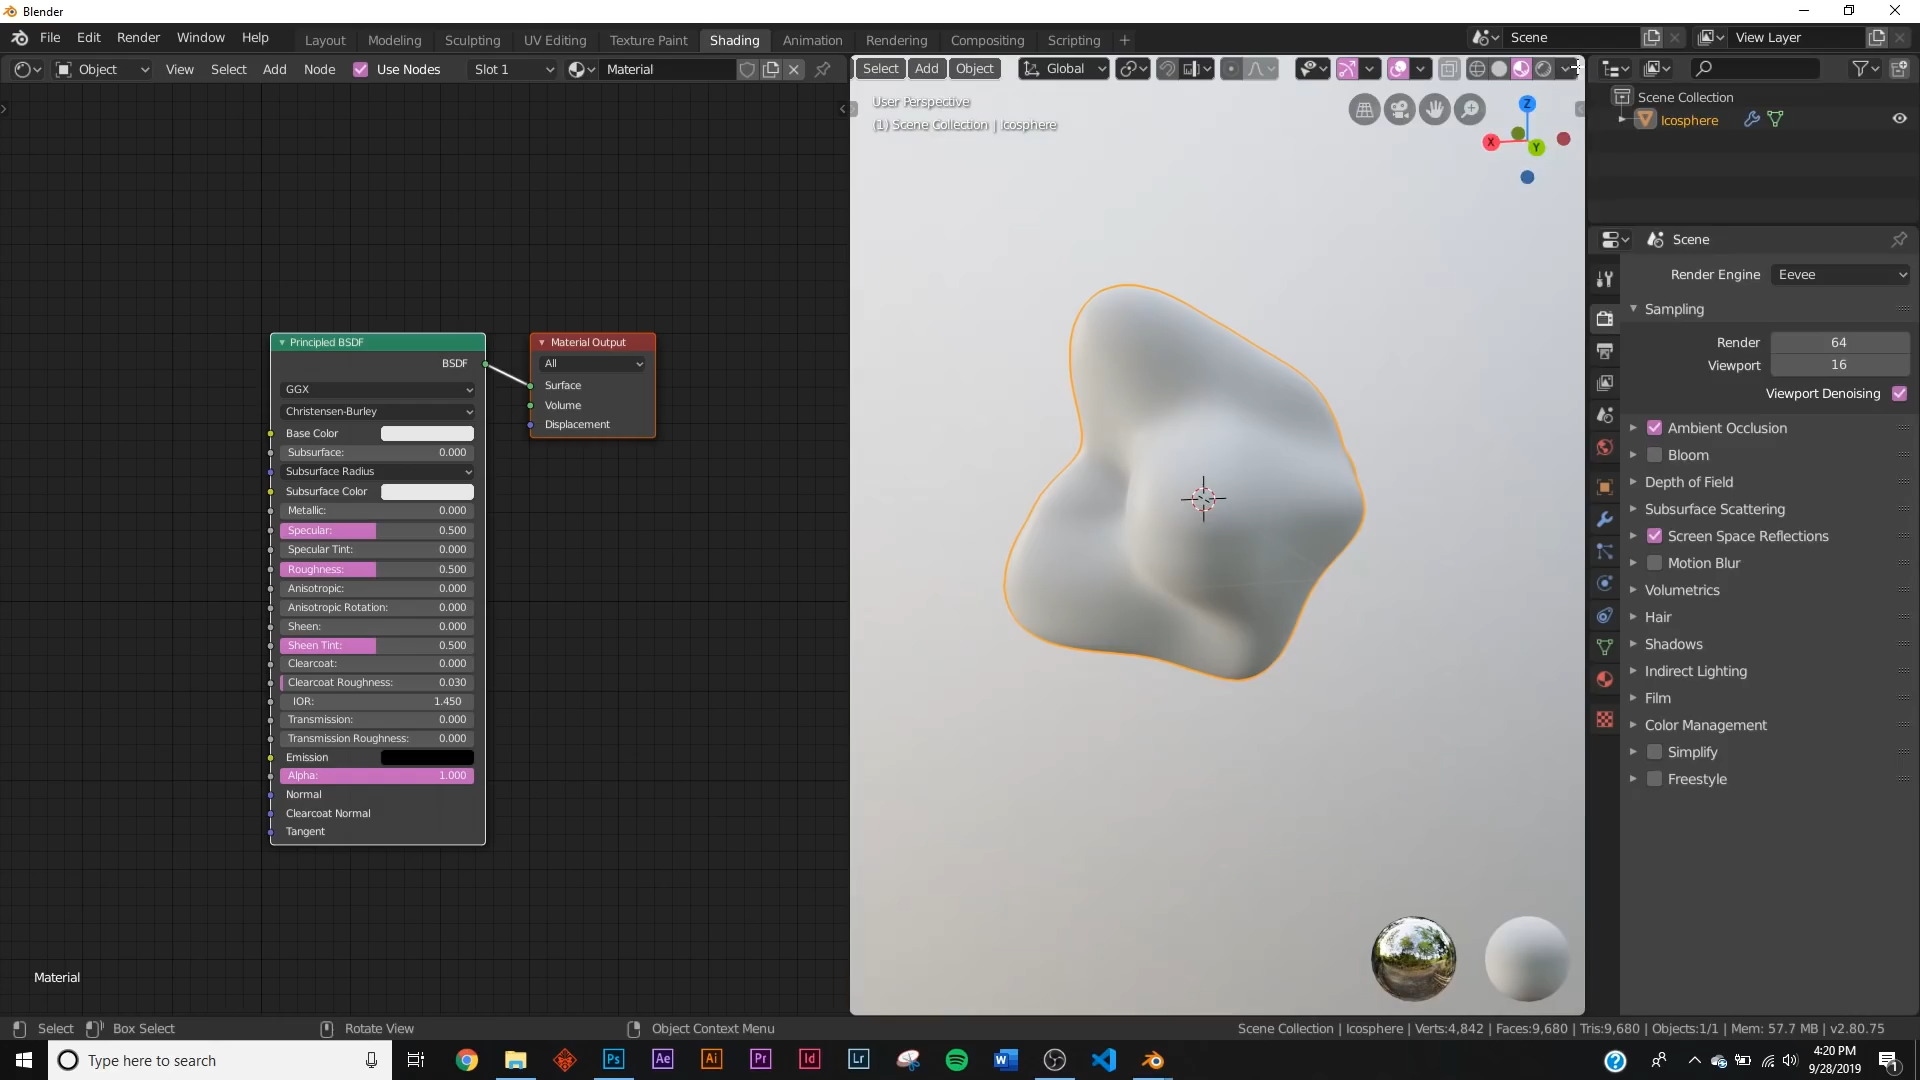 Blender
File Edit Render Window Help Layout Modeling Sculpting UV Editing Texture Paint Shading Animation Rendering Compositing Scripting + Scene View Layer
Object View Select Add Node Use Nodes Slot 1 Material
Select Add Object Global
User Perspective
(1) Scene Collection | Icosphere
Z
X
Y
Scene Collection
Icosphere
Scene
Render Engine Eevee
Sampling
Render 64
Viewport 16
Viewport Denoising
Ambient Occlusion
Bloom
Depth of Field
Subsurface Scattering
Screen Space Reflections
Motion Blur
Volumetrics
Hair
Shadows
Indirect Lighting
Film
Color Management
Simplify
Freestyle
Principled BSDF
BSDF
GGX
Christensen-Burley
Base Color
Subsurface: 0.000
Subsurface Radius
Subsurface Color
Metallic: 0.000
Specular: 0.500
Specular Tint: 0.000
Roughness: 0.500
Anisotropic: 0.000
Anisotropic Rotation: 0.000
Sheen: 0.000
Sheen Tint: 0.500
Clearcoat: 0.000
Clearcoat Roughness: 0.030
IOR: 1.450
Transmission: 0.000
Transmission Roughness: 0.000
Emission
Alpha: 1.000
Normal
Clearcoat Normal
Tangent
Material Output
All
Surface
Volume
Displacement
Material
Select Box Select Rotate View Object Context Menu Scene Collection | Icosphere | Verts:4,842 | Faces:9,680 | Tris:9,680 | Objects:1/1 | Mem: 57.7 MB | v2.80.75
Type here to search
Ps Ae Ai Pr Id Lr W
4:20 PM
9/28/2019
1